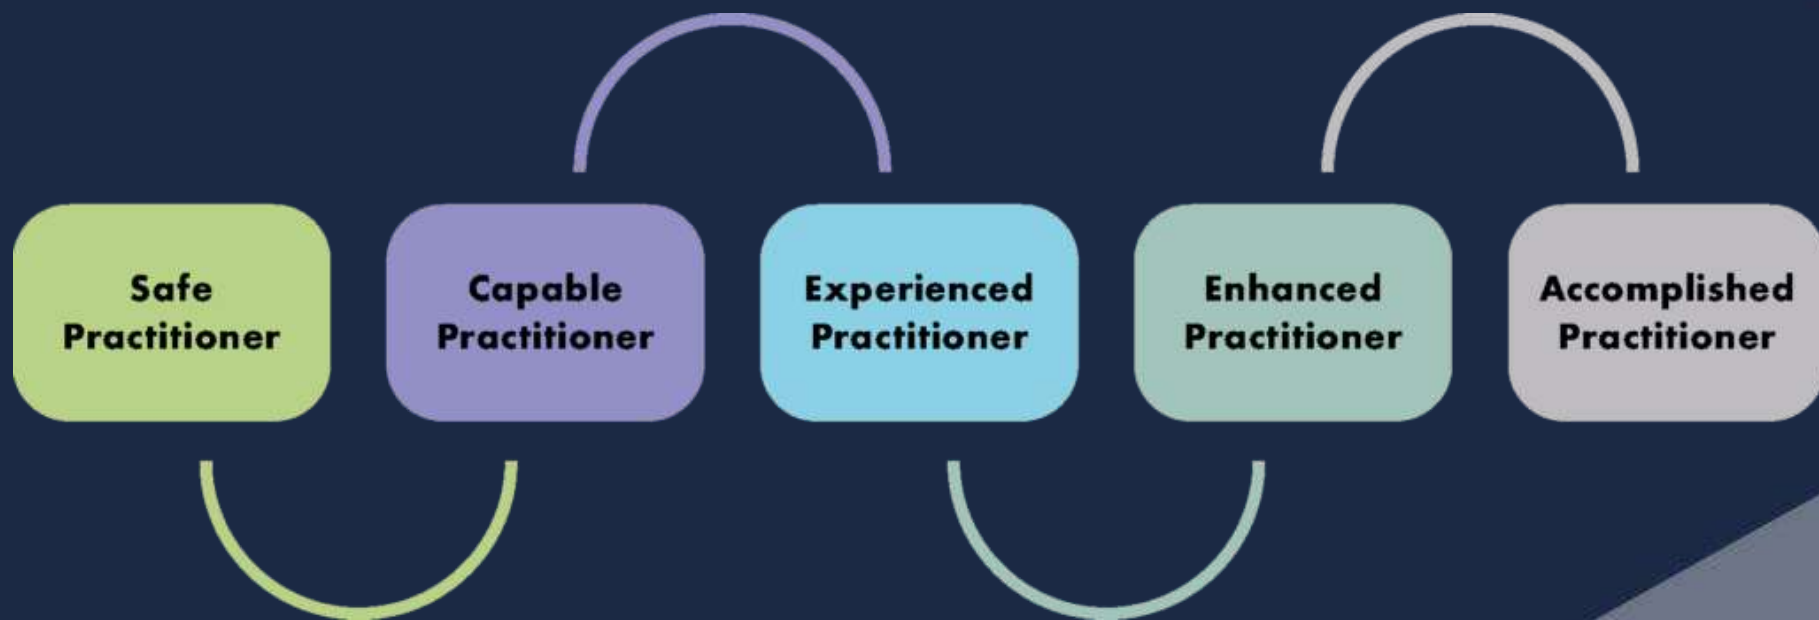 Safe
Practitioner
Capable
Practitioner
Experienced
Practitioner
Enhanced
Practitioner
Accomplished
Practitioner